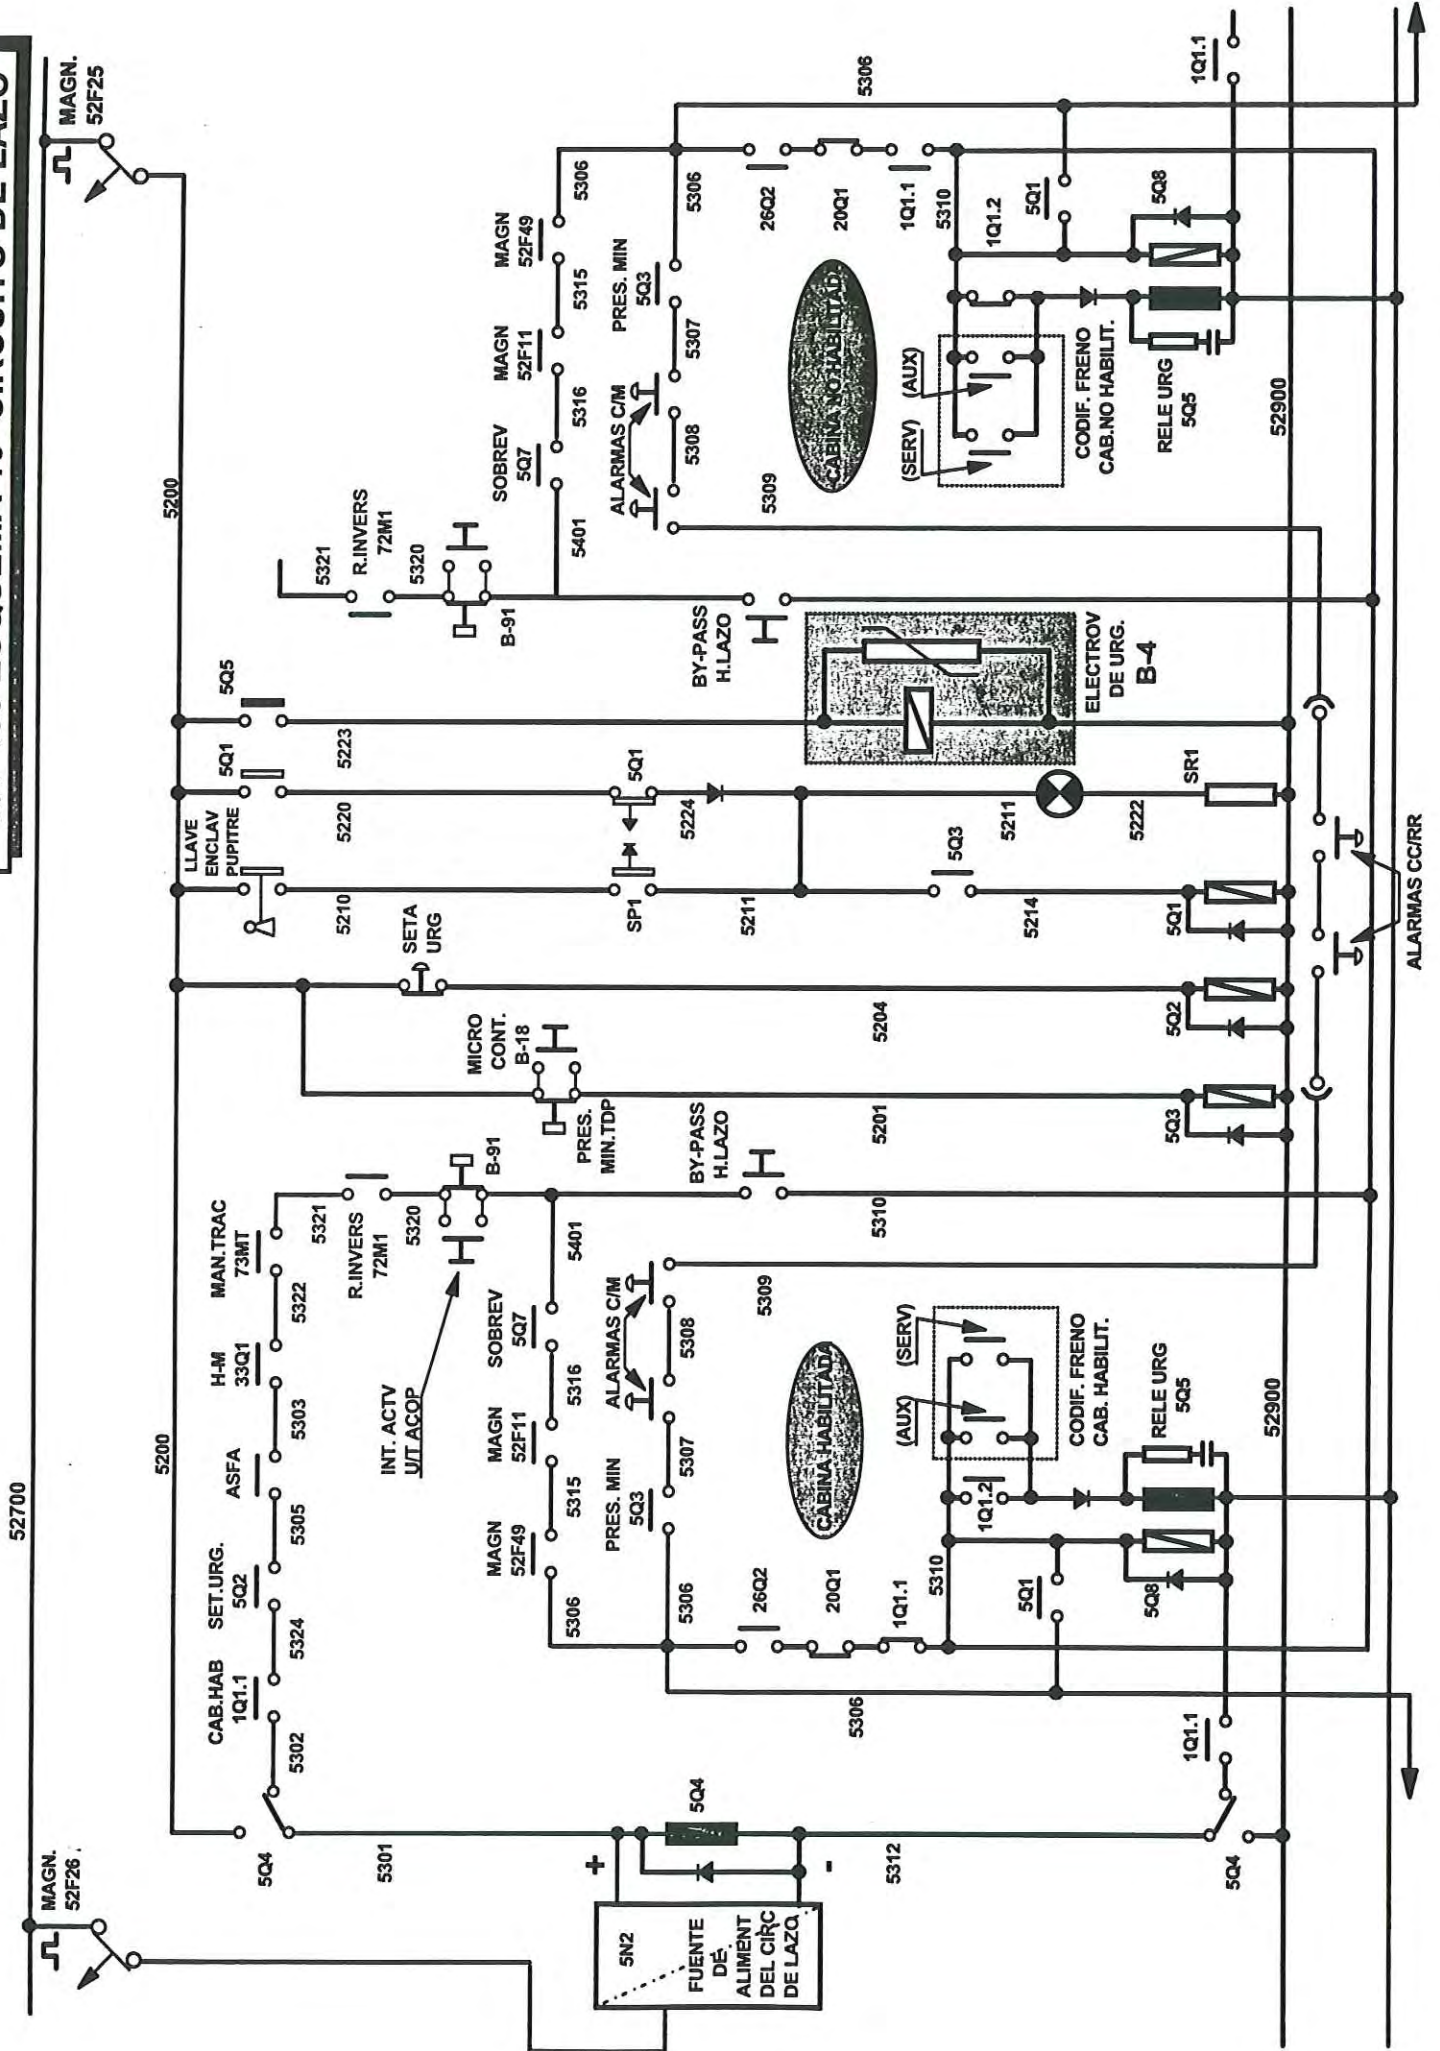 CIRCUITO DE LAZO
52700
MAGN.
52F26
MAGN.
52F25
5200
5200
5Q4
5302
CAB.HAB
1Q1.1
5324
SET.URG.
5Q2
5305
ASFA
5303
H-M
33Q1
5322
MAN.TRAC
73MT
5321
R.INVERS
72M1
5320
B-91
INT. ACTV
U/T ACOP
LLAVE
ENCLAV
PUPITRE
5Q1
5Q5
5210
5220
5223
SETA
URG
5321
R.INVERS
72M1
5320
B-91
5301
MICRO
CONT.
B-18
PRES.
MIN.TDP
5306
MAGN
52F49
5315
MAGN
52F11
5316
SOBREV
5Q7
5401
5401
SOBREV
5Q7
5316
MAGN
52F11
5315
MAGN
52F49
5306
5306
PRES. MIN
5Q3
5307
ALARMAS C/M
5308
5309
BY-PASS
H.LAZO
5310
SP1
5Q1
5224
5211
BY-PASS
H.LAZO
ALARMAS C/M
5308
5307
PRES. MIN
5Q3
5306
5309
5306
5N2
FUENTE
DE
ALIMENT
DEL CIRC
DE LAZO
+
-
5Q4
5312
26Q2
20Q1
1Q1.1
5310
CABINA HABILITADA
5306
5201
5204
5Q3
5214
5211
5222
SR1
ELECTROV
DE URG.
B-4
CABINA NO HABILITAD.
26Q2
20Q1
1Q1.1
5310
5Q1
1Q1.2
(AUX)
(SERV)
CODIF. FRENO
CAB. HABILIT.
5Q8
RELE URG
5Q5
(SERV)
(AUX)
CODIF. FRENO
CAB.NO HABILIT.
1Q1.2
5Q1
RELE URG
5Q5
5Q8
5Q3
5Q2
5Q1
1Q1.1
1Q1.1
5Q4
52900
52900
ALARMAS CC/RR